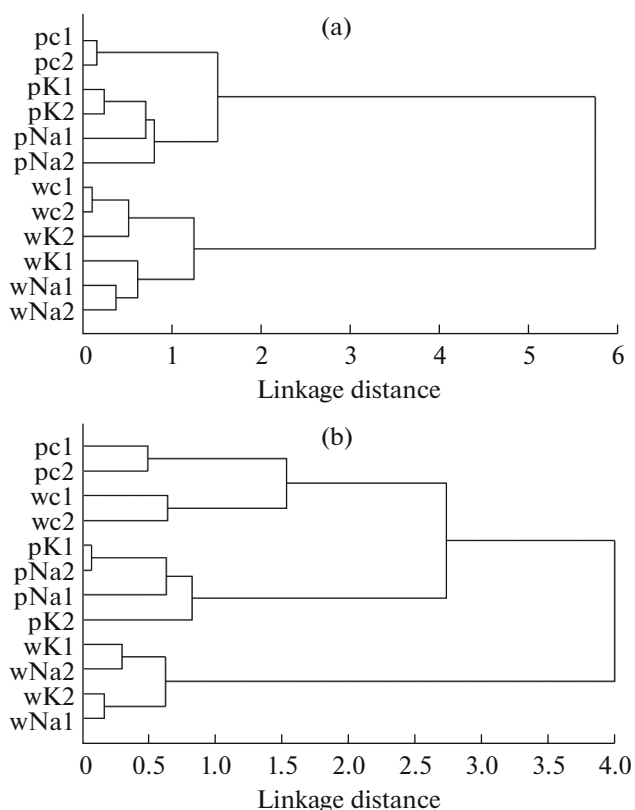 (a)
pc1
pc2
pK1
pK2
pNa1
pNa2
wc1
wc2
wK2
wK1
wNa1
wNa2
0 1 2 3 4 5 6
Linkage distance
(b)
pc1
pc2
wc1
wc2
pK1
pNa2
pNa1
pK2
wK1
wNa2
wK2
wNa1
0 0.5 1.0 1.5 2.0 2.5 3.0 3.5 4.0
Linkage distance